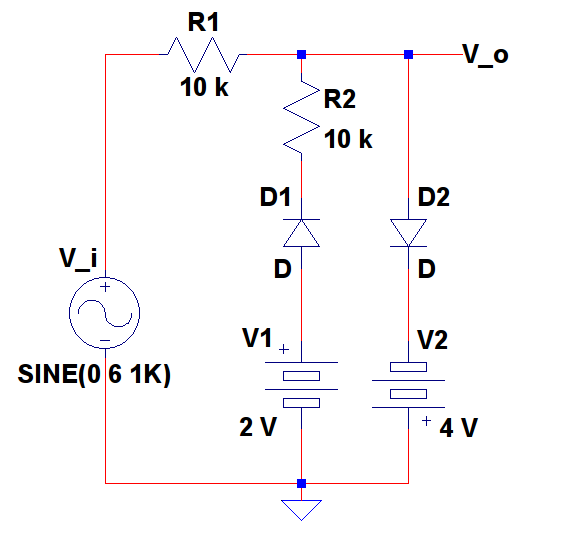 R1
10 k
V_o
R2
10 k
D1
D
D2
D
V_i
+
−
SINE(0 6 1K)
V1
+
2 V
V2
+
4 V